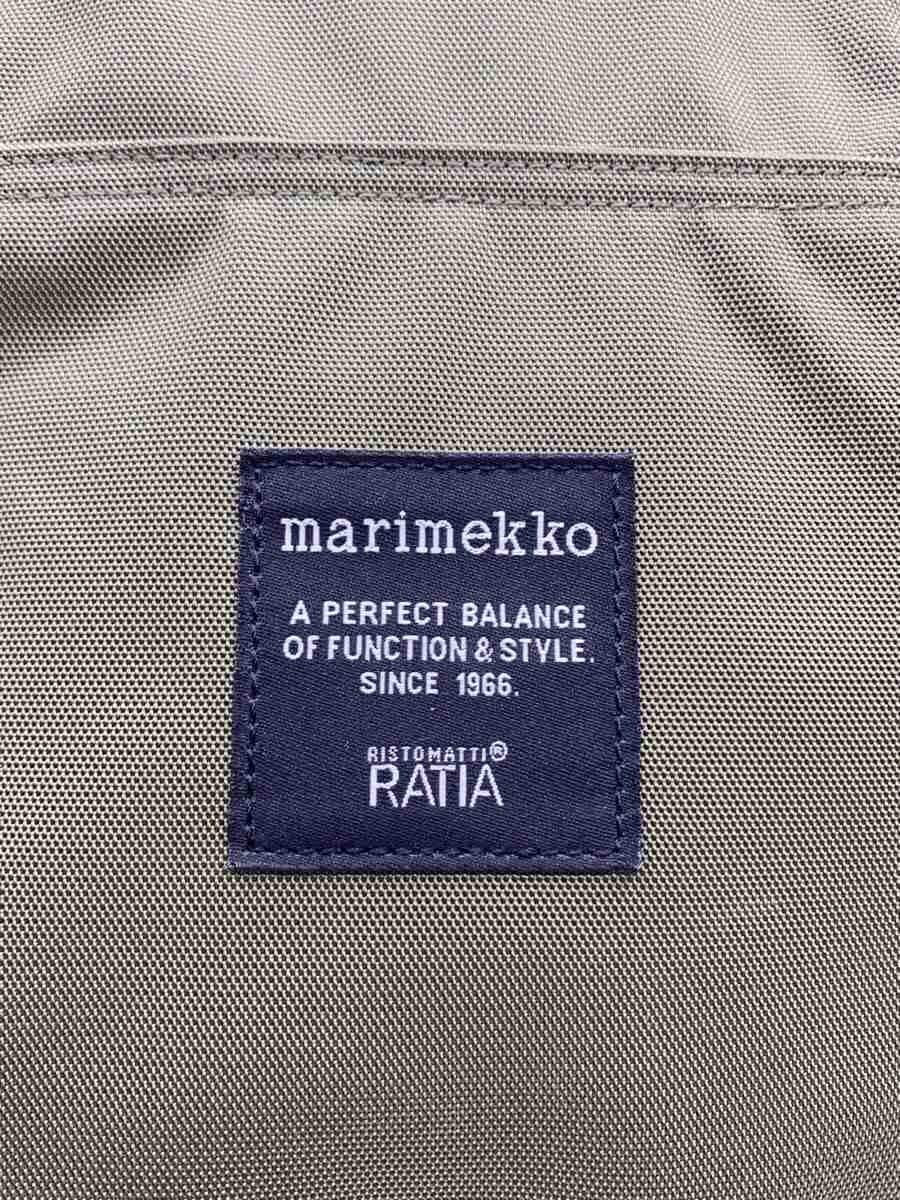 marimekko
A PERFECT BALANCE
OF FUNCTION & STYLE.
SINCE 1966.
RISTOMATTI®
RATIA